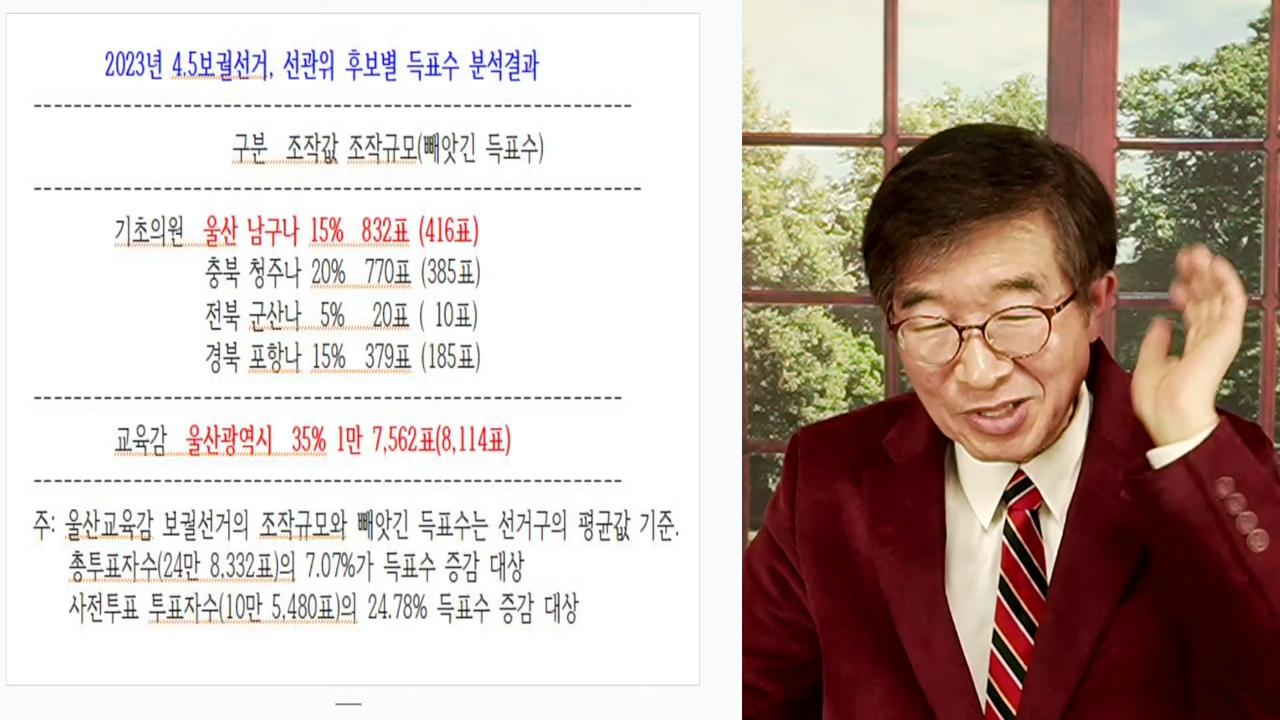 2023년 4.5보궐선거, 선관위 후보별 득표수 분석결과
구분 조작값 조작규모(빼앗긴 득표수)
기초의원 울산 남구나 15% 832표 (416표)
충북 청주나 20% 770표 (385표)
전북 군산나 5% 20표 ( 10표)
경북 포항나 15% 379표 (185표)
교육감 울산광역시 35% 1만 7,562표(8,114표)
주: 울산교육감 보궐선거의 조작규모와 빼앗긴 득표수는 선거구의 평균값 기준.
총투표자수(24만 8,332표)의 7.07%가 득표수 증감 대상
사전투표 투표자수(10만 5,480표)의 24.78% 득표수 증감 대상